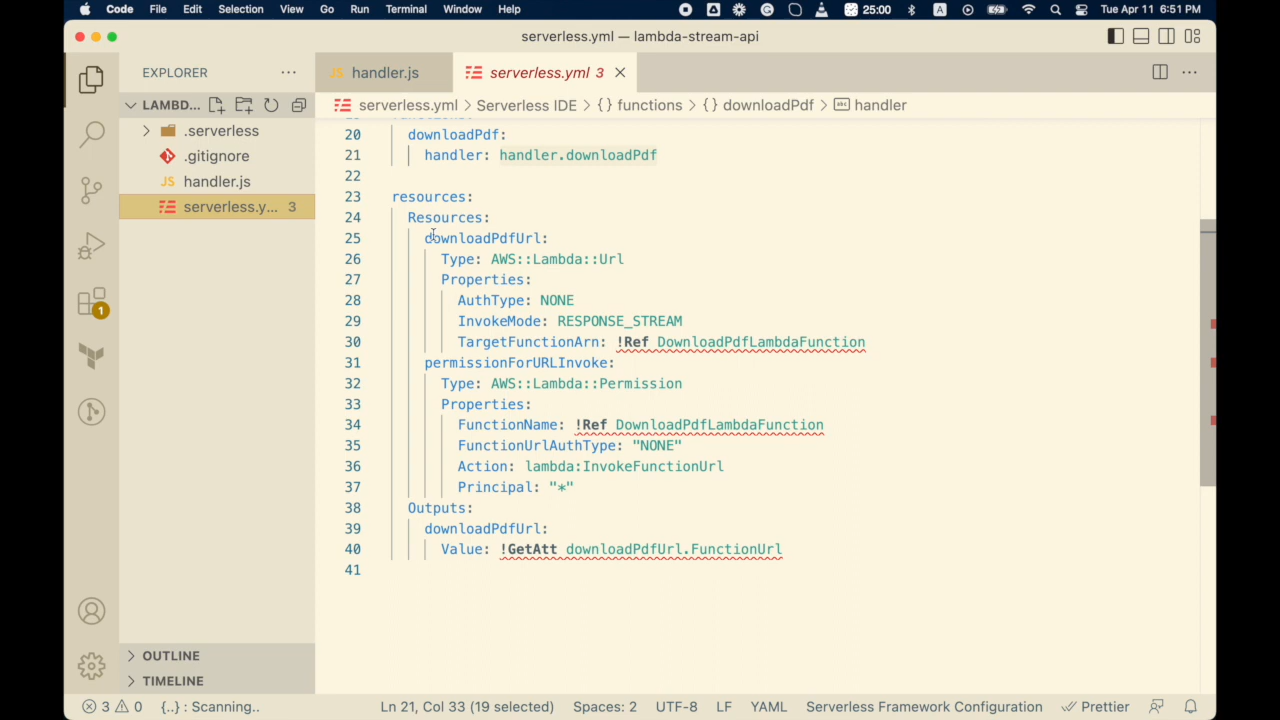 Code File Edit Selection View Go Run Terminal Window Help 25:00 A Tue Apr 11 6:51 PM
serverless.yml — lambda-stream-api
EXPLORER
JS handler.js
serverless.yml 3
LAMBD...
serverless.yml > Serverless IDE > {} functions > {} downloadPdf > abc handler
.serverless
.gitignore
JS handler.js
serverless.y... 3
20 downloadPdf:
21 handler: handler.downloadPdf
22
23 resources:
24 Resources:
25 downloadPdfUrl:
26 Type: AWS::Lambda::Url
27 Properties:
28 AuthType: NONE
29 InvokeMode: RESPONSE_STREAM
30 TargetFunctionArn: !Ref DownloadPdfLambdaFunction
31 permissionForURLInvoke:
32 Type: AWS::Lambda::Permission
33 Properties:
34 FunctionName: !Ref DownloadPdfLambdaFunction
35 FunctionUrlAuthType: "NONE"
36 Action: lambda:InvokeFunctionUrl
37 Principal: "*"
38 Outputs:
39 downloadPdfUrl:
40 Value: !GetAtt downloadPdfUrl.FunctionUrl
41
1
OUTLINE
TIMELINE
3 0 {..} : Scanning.. Ln 21, Col 33 (19 selected) Spaces: 2 UTF-8 LF YAML Serverless Framework Configuration Prettier